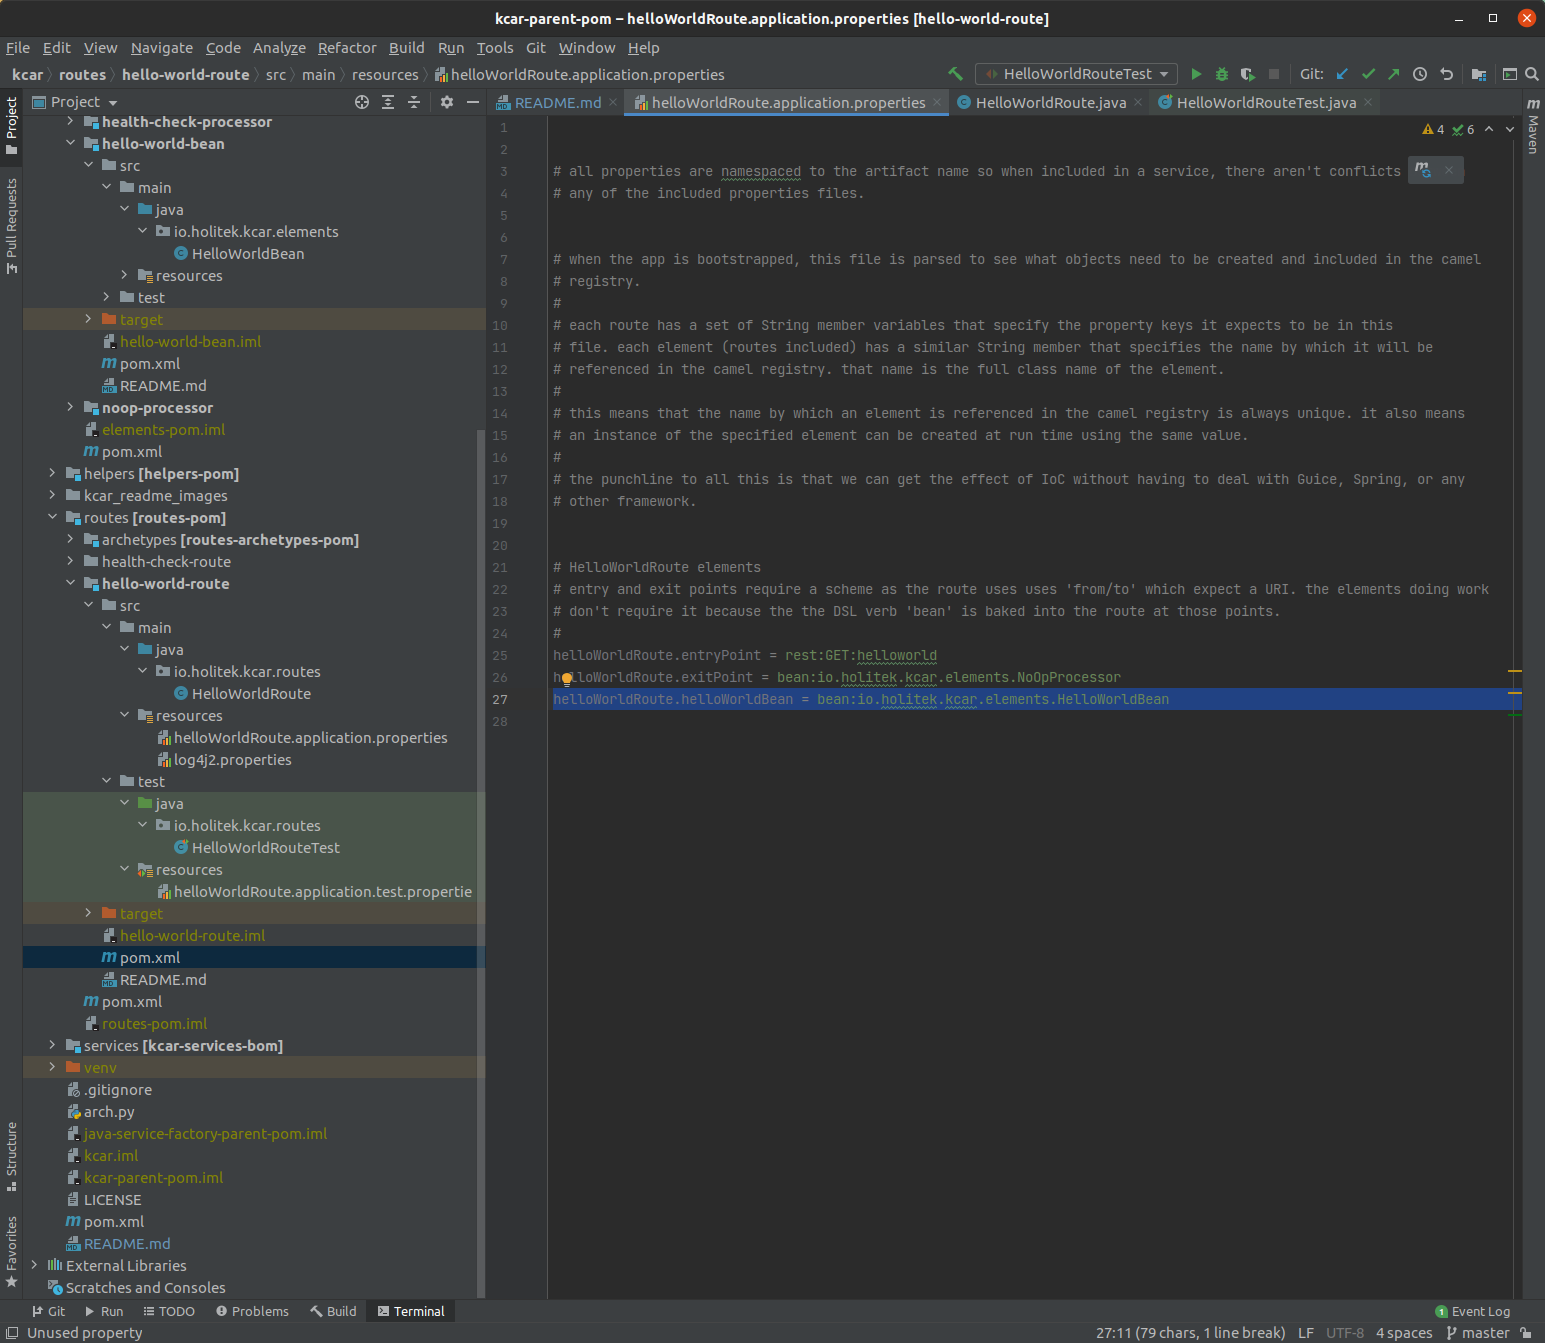 kcar-parent-pom – helloWorldRoute.application.properties [hello-world-route]
File Edit View Navigate Code Analyze Refactor Build Run Tools Git Window Help
kcar routes hello-world-route src main resources helloWorldRoute.application.properties HelloWorldRouteTest Git:
Project README.md helloWorldRoute.application.properties HelloWorldRoute.java HelloWorldRouteTest.java
Project
Pull Requests
Structure
Favorites
m Maven
health-check-processor
hello-world-bean
src
main
java
io.holitek.kcar.elements
HelloWorldBean
resources
test
target
hello-world-bean.iml
pom.xml
README.md
noop-processor
elements-pom.iml
pom.xml
helpers [helpers-pom]
kcar_readme_images
routes [routes-pom]
archetypes [routes-archetypes-pom]
health-check-route
hello-world-route
src
main
java
io.holitek.kcar.routes
HelloWorldRoute
resources
helloWorldRoute.application.properties
log4j2.properties
test
java
io.holitek.kcar.routes
HelloWorldRouteTest
resources
helloWorldRoute.application.test.propertie
target
hello-world-route.iml
pom.xml
README.md
pom.xml
routes-pom.iml
services [kcar-services-bom]
venv
.gitignore
arch.py
java-service-factory-parent-pom.iml
kcar.iml
kcar-parent-pom.iml
LICENSE
pom.xml
README.md
External Libraries
Scratches and Consoles
4 6
1
2
3 # all properties are namespaced to the artifact name so when included in a service, there aren't conflicts
4 # any of the included properties files.
5
6
7 # when the app is bootstrapped, this file is parsed to see what objects need to be created and included in the camel
8 # registry.
9 #
10 # each route has a set of String member variables that specify the property keys it expects to be in this
11 # file. each element (routes included) has a similar String member that specifies the name by which it will be
12 # referenced in the camel registry. that name is the full class name of the element.
13 #
14 # this means that the name by which an element is referenced in the camel registry is always unique. it also means
15 # an instance of the specified element can be created at run time using the same value.
16 #
17 # the punchline to all this is that we can get the effect of IoC without having to deal with Guice, Spring, or any
18 # other framework.
19
20
21 # HelloWorldRoute elements
22 # entry and exit points require a scheme as the route uses uses 'from/to' which expect a URI. the elements doing work
23 # don't require it because the the DSL verb 'bean' is baked into the route at those points.
24 #
25 helloWorldRoute.entryPoint = rest:GET:helloworld
26 helloWorldRoute.exitPoint = bean:io.holitek.kcar.elements.NoOpProcessor
27 helloWorldRoute.helloWorldBean = bean:io.holitek.kcar.elements.HelloWorldBean
28
Git Run TODO Problems Build Terminal 1 Event Log
Unused property 27:11 (79 chars, 1 line break) LF UTF-8 4 spaces master